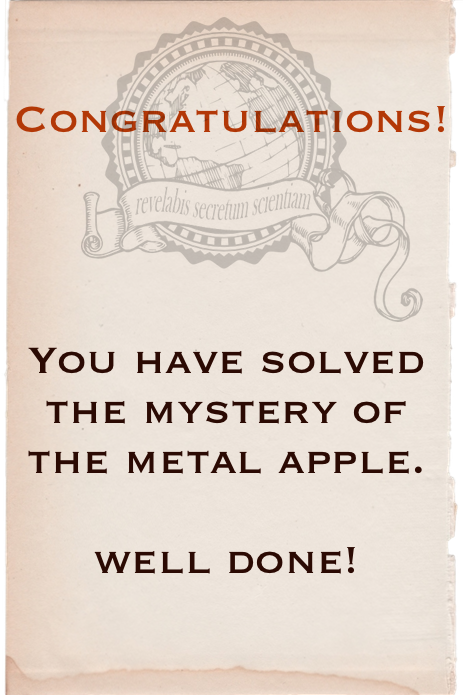 Congratulations!
revelabis secretum scientiam
You have solved
the mystery of
the metal apple.
well done!